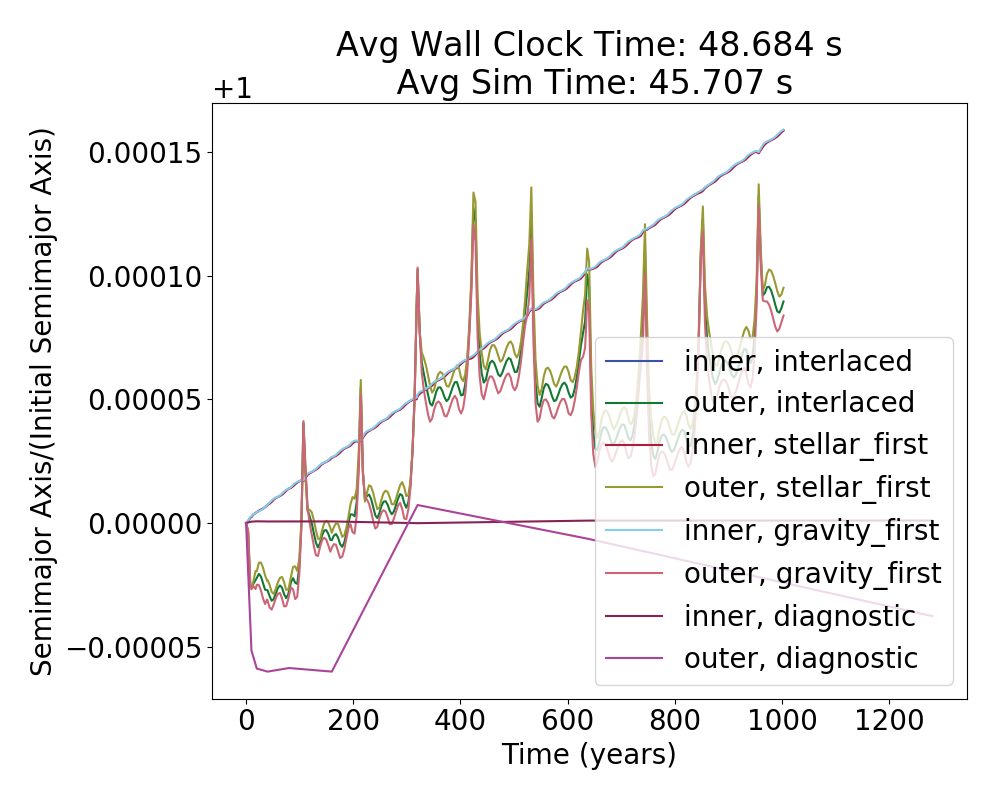 Avg Wall Clock Time: 48.684 s
Avg Sim Time: 45.707 s
+1
Semimajor Axis/(Initial Semimajor Axis)
0.00015
0.00010
0.00005
0.00000
−0.00005
inner, interlaced
outer, interlaced
inner, stellar_first
outer, stellar_first
inner, gravity_first
outer, gravity_first
inner, diagnostic
outer, diagnostic
0 200 400 600 800 1000 1200
Time (years)